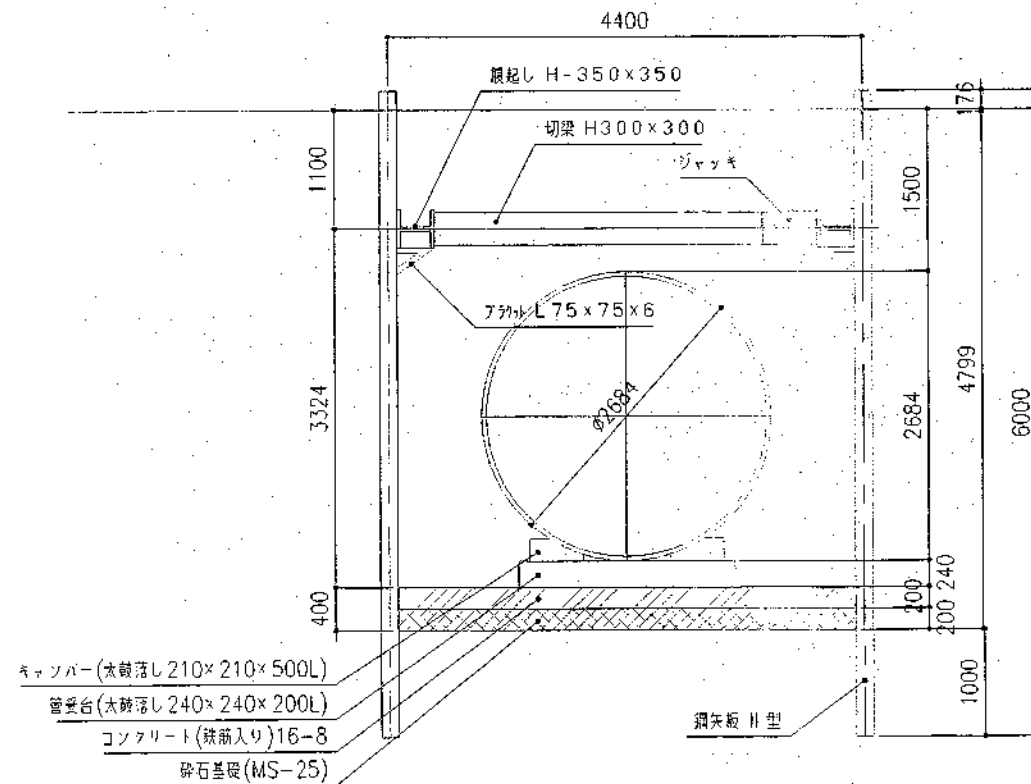 4400
腹起し H-350×350
切梁 H300×300
ジャッキ
176
1100
1500
ブラケット L 75×75×6
3324
φ2684
2684
4799
6000
240
200
200
400
1000
キャンバー(太鼓落し210×210×500L)
管受台(太鼓落し240×240×200L)
コンクリート(鉄筋入り)16-8
砕石基礎(MS-25)
鋼矢板 Ⅱ型